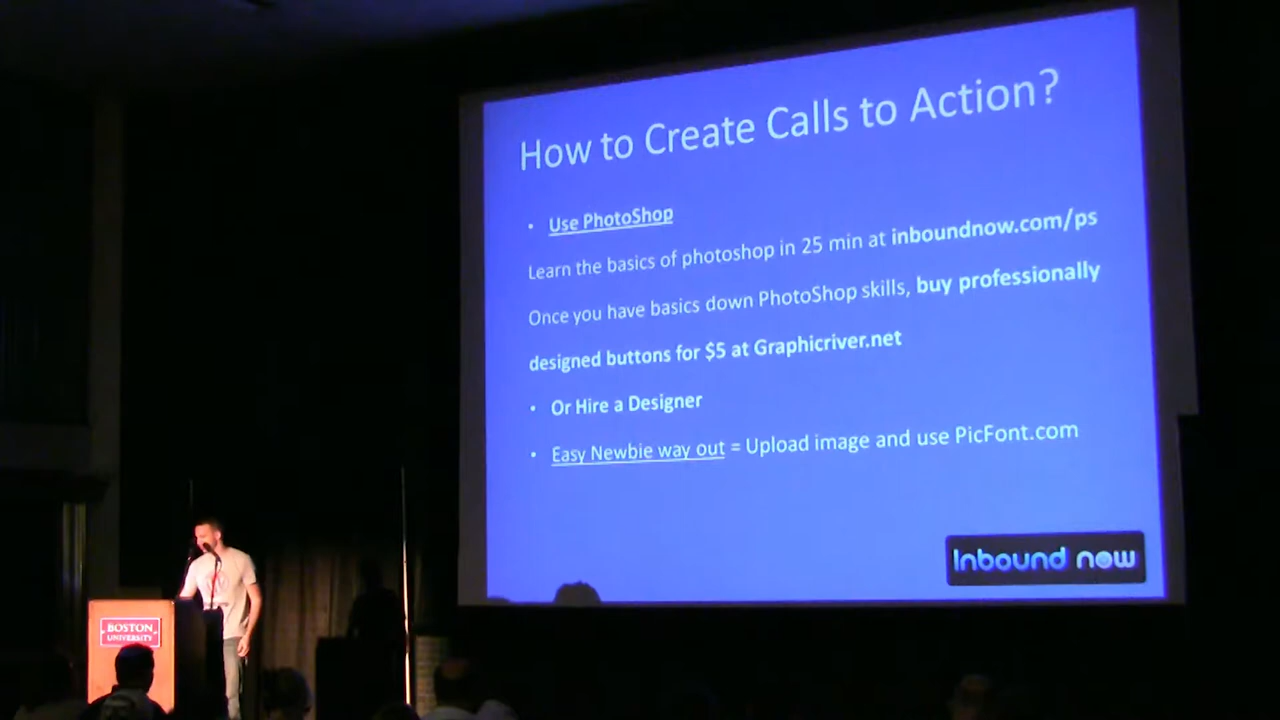 How to Create Calls to Action?
• Use PhotoShop
Learn the basics of photoshop in 25 min at inboundnow.com/ps
Once you have basics down PhotoShop skills, buy professionally
designed buttons for $5 at Graphicriver.net
• Or Hire a Designer
• Easy Newbie way out = Upload image and use PicFont.com
Inbound now
BOSTON
UNIVERSITY